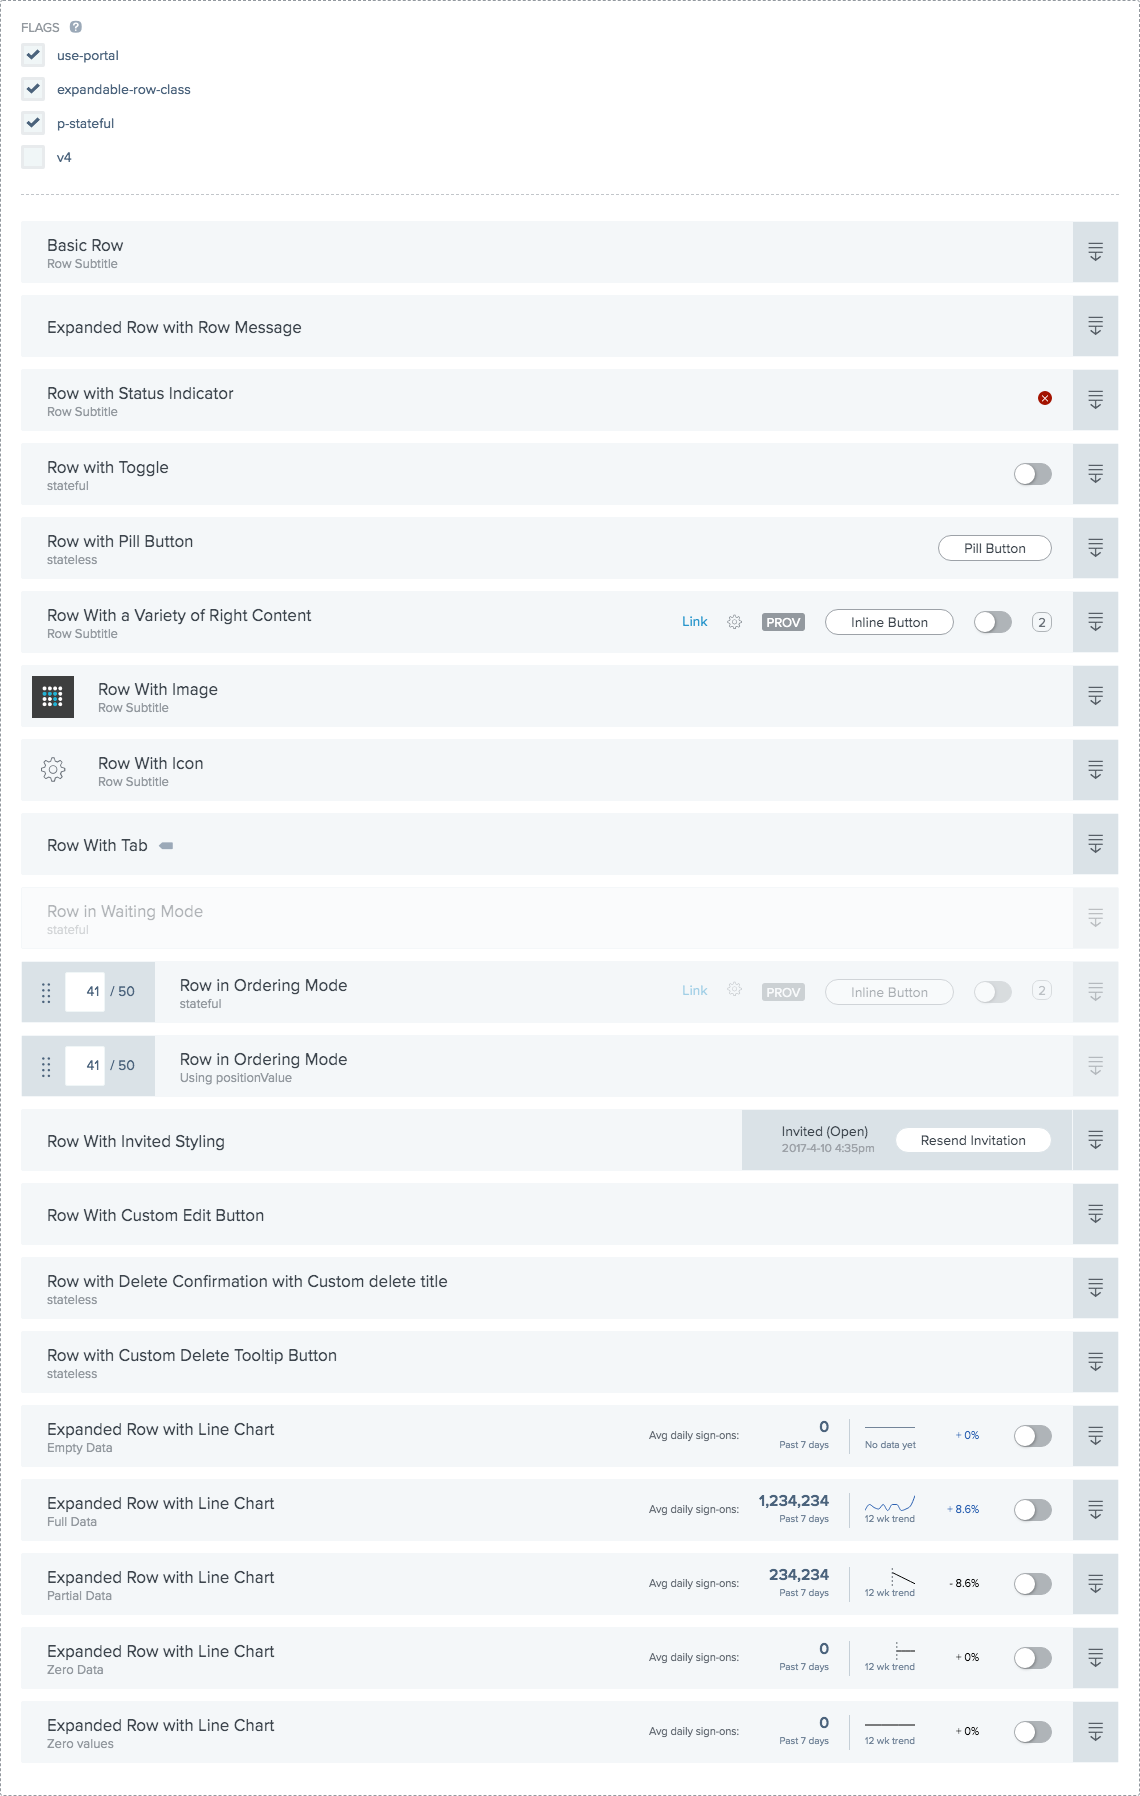 FLAGS ?
use-portal
expandable-row-class
p-stateful
v4
Basic Row
Row Subtitle
Expanded Row with Row Message
Row with Status Indicator
Row Subtitle
Row with Toggle
stateful
Row with Pill Button
stateless
Pill Button
Row With a Variety of Right Content
Row Subtitle
Link PROV Inline Button 2
Row With Image
Row Subtitle
Row With Icon
Row Subtitle
Row With Tab
Row in Waiting Mode
stateful
41 / 50
Row in Ordering Mode
stateful
Link PROV Inline Button 2
41 / 50
Row in Ordering Mode
Using positionValue
Row With Invited Styling
Invited (Open)
2017-4-10 4:35pm
Resend Invitation
Row With Custom Edit Button
Row with Delete Confirmation with Custom delete title
stateless
Row with Custom Delete Tooltip Button
stateless
Expanded Row with Line Chart
Empty Data
Avg daily sign-ons:
0
Past 7 days
No data yet
+ 0%
Expanded Row with Line Chart
Full Data
Avg daily sign-ons:
1,234,234
Past 7 days
12 wk trend
+ 8.6%
Expanded Row with Line Chart
Partial Data
Avg daily sign-ons:
234,234
Past 7 days
12 wk trend
- 8.6%
Expanded Row with Line Chart
Zero Data
Avg daily sign-ons:
0
Past 7 days
12 wk trend
+ 0%
Expanded Row with Line Chart
Zero values
Avg daily sign-ons:
0
Past 7 days
12 wk trend
+ 0%